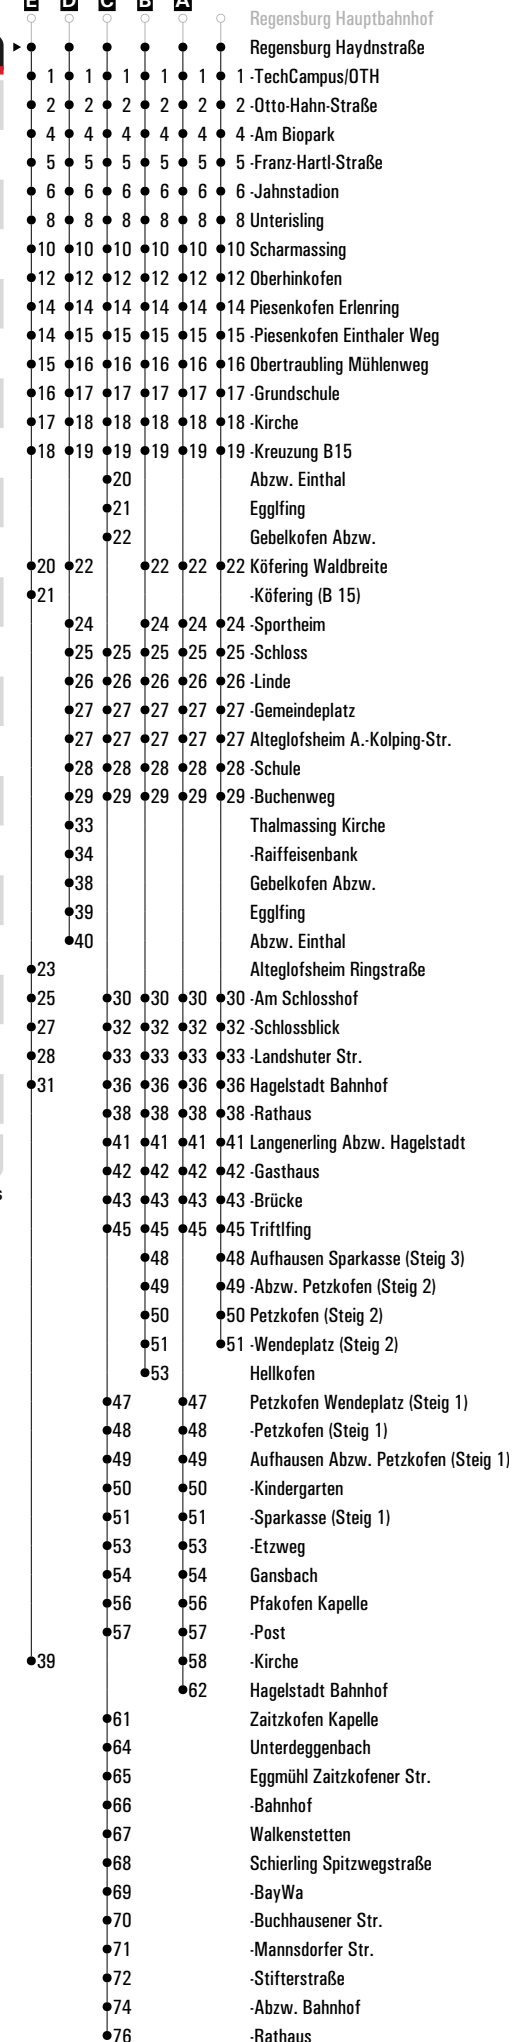 E D C B A
Regensburg Hauptbahnhof
Regensburg Haydnstraße
1 1 1 1 1 1 -TechCampus/OTH
2 2 2 2 2 2 -Otto-Hahn-Straße
4 4 4 4 4 4 -Am Biopark
5 5 5 5 5 5 -Franz-Hartl-Straße
6 6 6 6 6 6 -Jahnstadion
8 8 8 8 8 8 Unterisling
10 10 10 10 10 10 Scharmassing
12 12 12 12 12 12 Oberhinkofen
14 14 14 14 14 14 Piesenkofen Erlenring
14 15 15 15 15 15 -Piesenkofen Einthaler Weg
15 16 16 16 16 16 Obertraubling Mühlenweg
16 17 17 17 17 17 -Grundschule
17 18 18 18 18 18 -Kirche
18 19 19 19 19 19 -Kreuzung B15
20 Abzw. Einthal
21 Egglfing
22 Gebelkofen Abzw.
20 22 22 22 22 Köfering Waldbreite
21 -Köfering (B 15)
24 24 24 24 -Sportheim
25 25 25 25 25 -Schloss
26 26 26 26 26 -Linde
27 27 27 27 27 -Gemeindeplatz
27 27 27 27 27 Alteglofsheim A.-Kolping-Str.
28 28 28 28 28 -Schule
29 29 29 29 29 -Buchenweg
33 Thalmassing Kirche
34 -Raiffeisenbank
38 Gebelkofen Abzw.
39 Egglfing
40 Abzw. Einthal
23 Alteglofsheim Ringstraße
25 30 30 30 30 -Am Schlosshof
27 32 32 32 32 -Schlossblick
28 33 33 33 33 -Landshuter Str.
31 36 36 36 36 Hagelstadt Bahnhof
38 38 38 38 -Rathaus
41 41 41 41 Langenerling Abzw. Hagelstadt
42 42 42 42 -Gasthaus
s
43 43 43 43 -Brücke
45 45 45 45 Triftlfing
48 48 Aufhausen Sparkasse (Steig 3)
49 49 -Abzw. Petzkofen (Steig 2)
50 50 Petzkofen (Steig 2)
51 51 -Wendeplatz (Steig 2)
53 Hellkofen
47 47 Petzkofen Wendeplatz (Steig 1)
48 48 -Petzkofen (Steig 1)
49 49 Aufhausen Abzw. Petzkofen (Steig 1)
50 50 -Kindergarten
51 51 -Sparkasse (Steig 1)
53 53 -Etzweg
54 54 Gansbach
56 56 Pfakofen Kapelle
57 57 -Post
39 58 -Kirche
62 Hagelstadt Bahnhof
61 Zaitzkofen Kapelle
64 Unterdeggenbach
65 Eggmühl Zaitzkofener Str.
66 -Bahnhof
67 Walkenstetten
68 Schierling Spitzwegstraße
69 -BayWa
70 -Buchhausener Str.
71 -Mannsdorfer Str.
72 -Stifterstraße
74 -Abzw. Bahnhof
76 -Rathaus